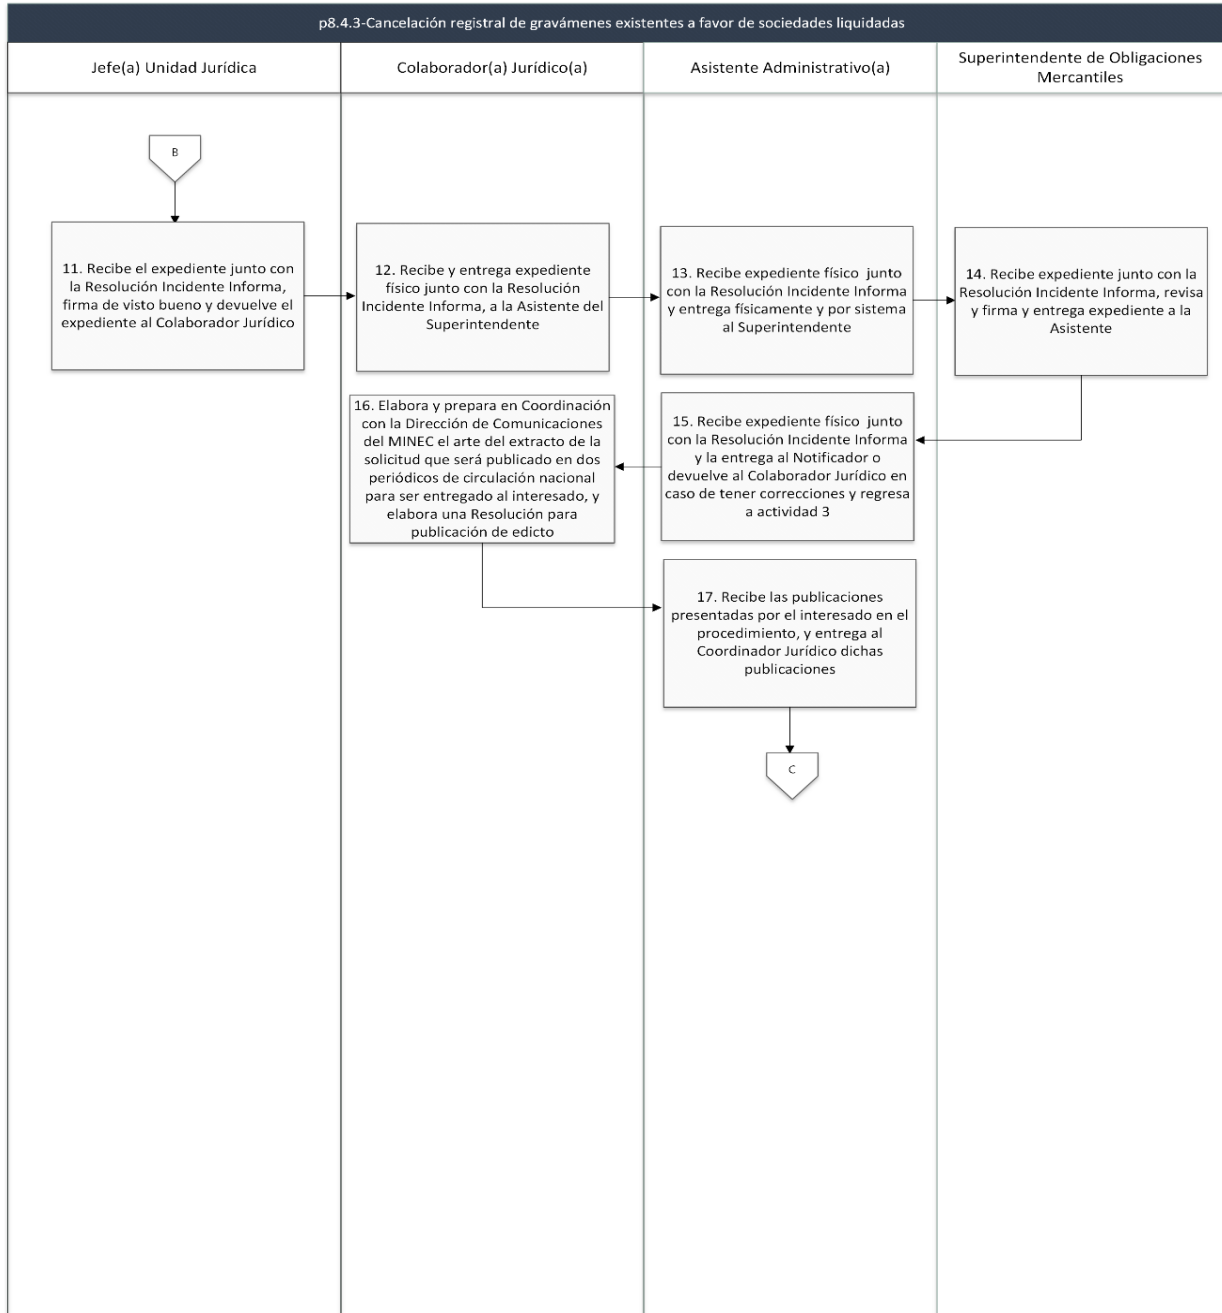 p8.4.3-Cancelación registral de gravámenes existentes a favor de sociedades liquidadas
Jefe(a) Unidad Jurídica
Colaborador(a) Jurídico(a)
Asistente Administrativo(a)
Superintendente de Obligaciones
Mercantiles
B
11. Recibe el expediente junto con
la Resolución Incidente Informa,
firma de visto bueno y devuelve el
expediente al Colaborador Jurídico
12. Recibe y entrega expediente
físico junto con la Resolución
Incidente Informa, a la Asistente del
Superintendente
13. Recibe expediente físico junto
con la Resolución Incidente Informa
y entrega físicamente y por sistema
al Superintendente
14. Recibe expediente junto con la
Resolución Incidente Informa, revisa
y firma y entrega expediente a la
Asistente
15. Recibe expediente físico junto
con la Resolución Incidente Informa
y la entrega al Notificador o
devuelve al Colaborador Jurídico en
caso de tener correcciones y regresa
a actividad 3
16. Elabora y prepara en Coordinación
con la Dirección de Comunicaciones
del MINEC el arte del extracto de la
solicitud que será publicado en dos
periódicos de circulación nacional
para ser entregado al interesado, y
elabora una Resolución para
publicación de edicto
17. Recibe las publicaciones
presentadas por el interesado en el
procedimiento, y entrega al
Coordinador Jurídico dichas
publicaciones
C